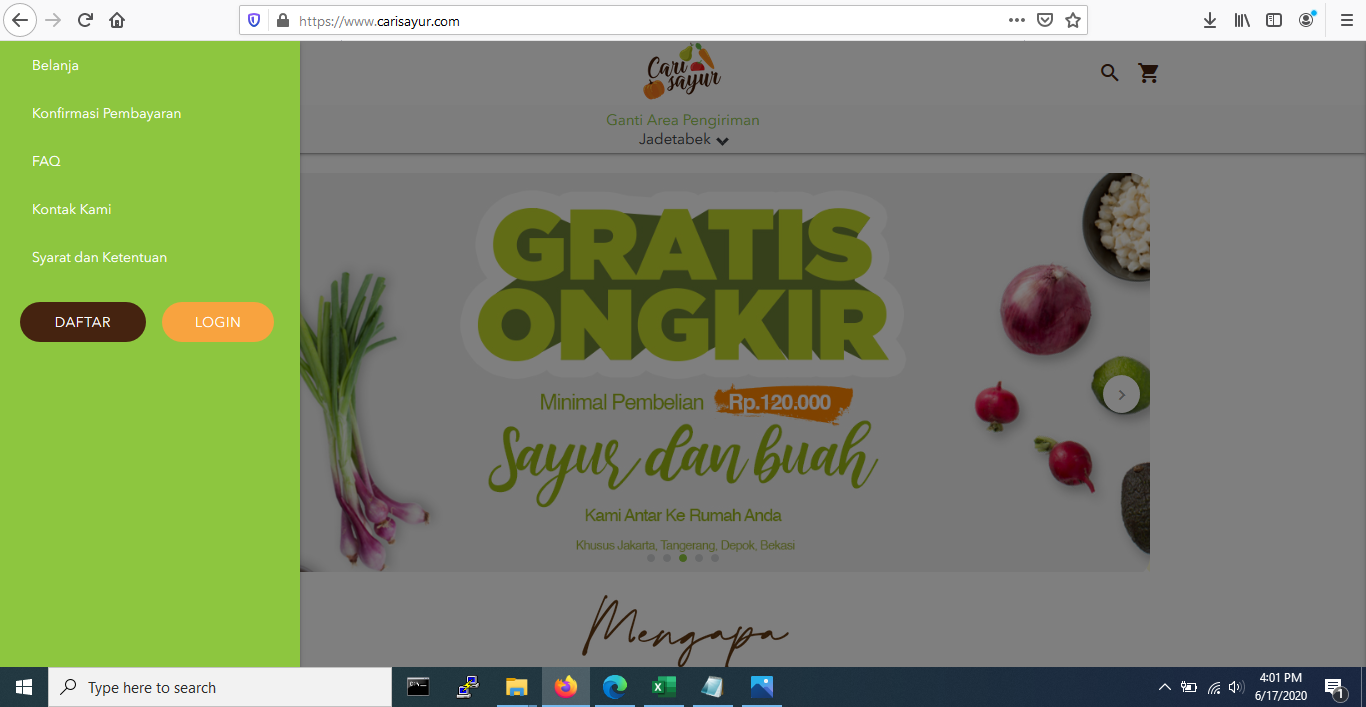 https://www.carisayur.com
Belanja
Konfirmasi Pembayaran
FAQ
Kontak Kami
Syarat dan Ketentuan
DAFTAR
LOGIN
Cari
sayur
Ganti Area Pengiriman
Jadetabek
GRATIS
ONGKIR
Minimal Pembelian Rp.120.000
Sayur dan buah
Kami Antar Ke Rumah Anda
Khusus Jakarta, Tangerang, Depok, Bekasi
Mengapa
Type here to search
4:01 PM
6/17/2020
1